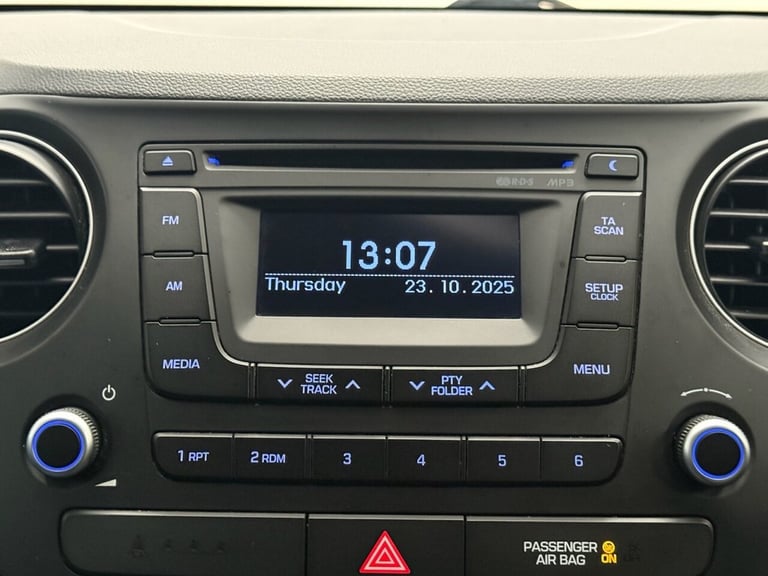 R·D·S MP3
FM
AM
MEDIA
13:07
Thursday 23. 10. 2025
TA
SCAN
SETUP
CLOCK
MENU
SEEK
TRACK
PTY
FOLDER
1 RPT
2 RDM
3
4
5
6
PASSENGER
AIR BAG
ON